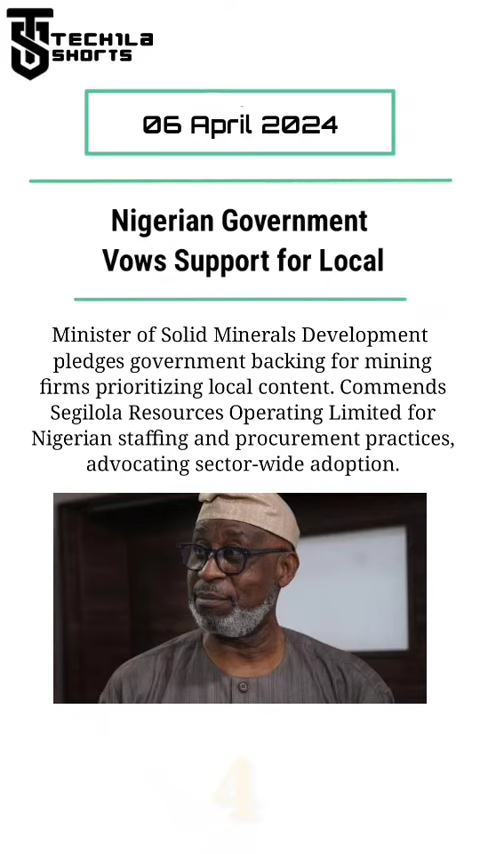 TECH1LA
SHORTS
06 April 2024
Nigerian Government
Vows Support for Local
Minister of Solid Minerals Development
pledges government backing for mining
firms prioritizing local content. Commends
Segilola Resources Operating Limited for
Nigerian staffing and procurement practices,
advocating sector-wide adoption.
4